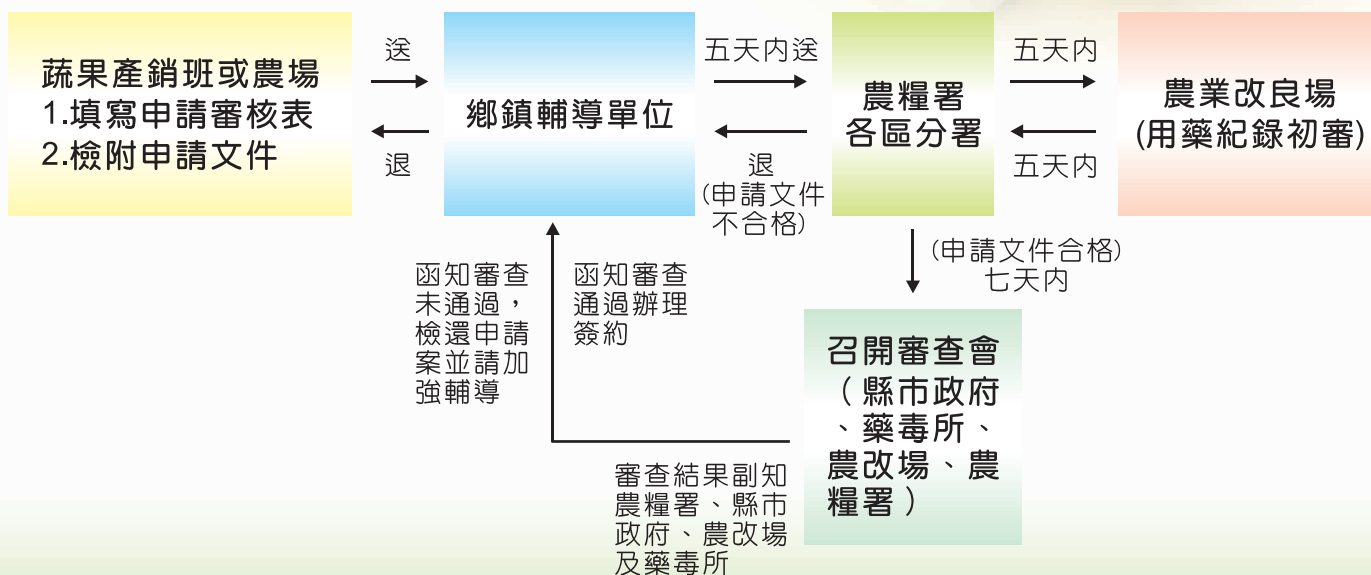 蔬果產銷班或農場
1.填寫申請審核表
2.檢附申請文件
送
退
鄉鎮輔導單位
五天內送
退
(申請文件
不合格)
農糧署
各區分署
五天內
五天內
農業改良場
(用藥紀錄初審)
(申請文件合格)
七天內
召開審查會
(縣市政府
、藥毒所、
農改場、農
糧署)
函知審查
未通過，
檢還申請
案並請加
強輔導
函知審查
通過辦理
簽約
審查結果副知
農糧署、縣市
政府、農改場
及藥毒所